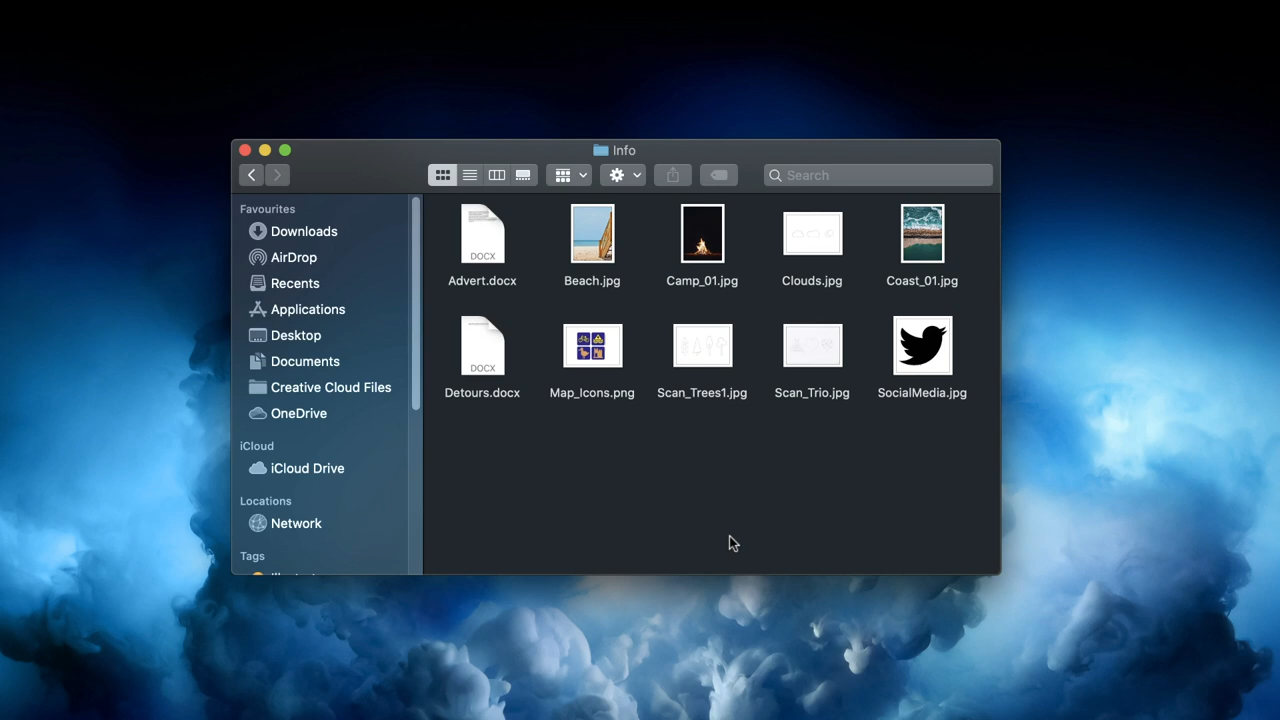 Info
Search
Favourites
Downloads
AirDrop
Recents
Applications
Desktop
Documents
Creative Cloud Files
OneDrive
iCloud
iCloud Drive
Locations
Network
Tags
DOCX
Advert.docx
Beach.jpg
Camp_01.jpg
Clouds.jpg
Coast_01.jpg
DOCX
Detours.docx
Map_Icons.png
Scan_Trees1.jpg
Scan_Trio.jpg
SocialMedia.jpg